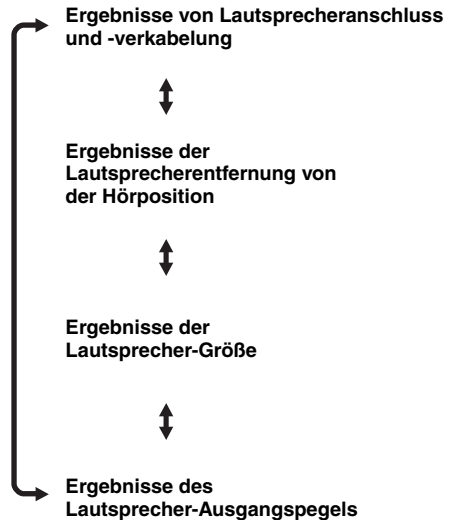 Ergebnisse von Lautsprecheranschluss
und -verkabelung
Ergebnisse der
Lautsprecherentfernung von
der Hörposition
Ergebnisse der
Lautsprecher-Größe
Ergebnisse des
Lautsprecher-Ausgangspegels